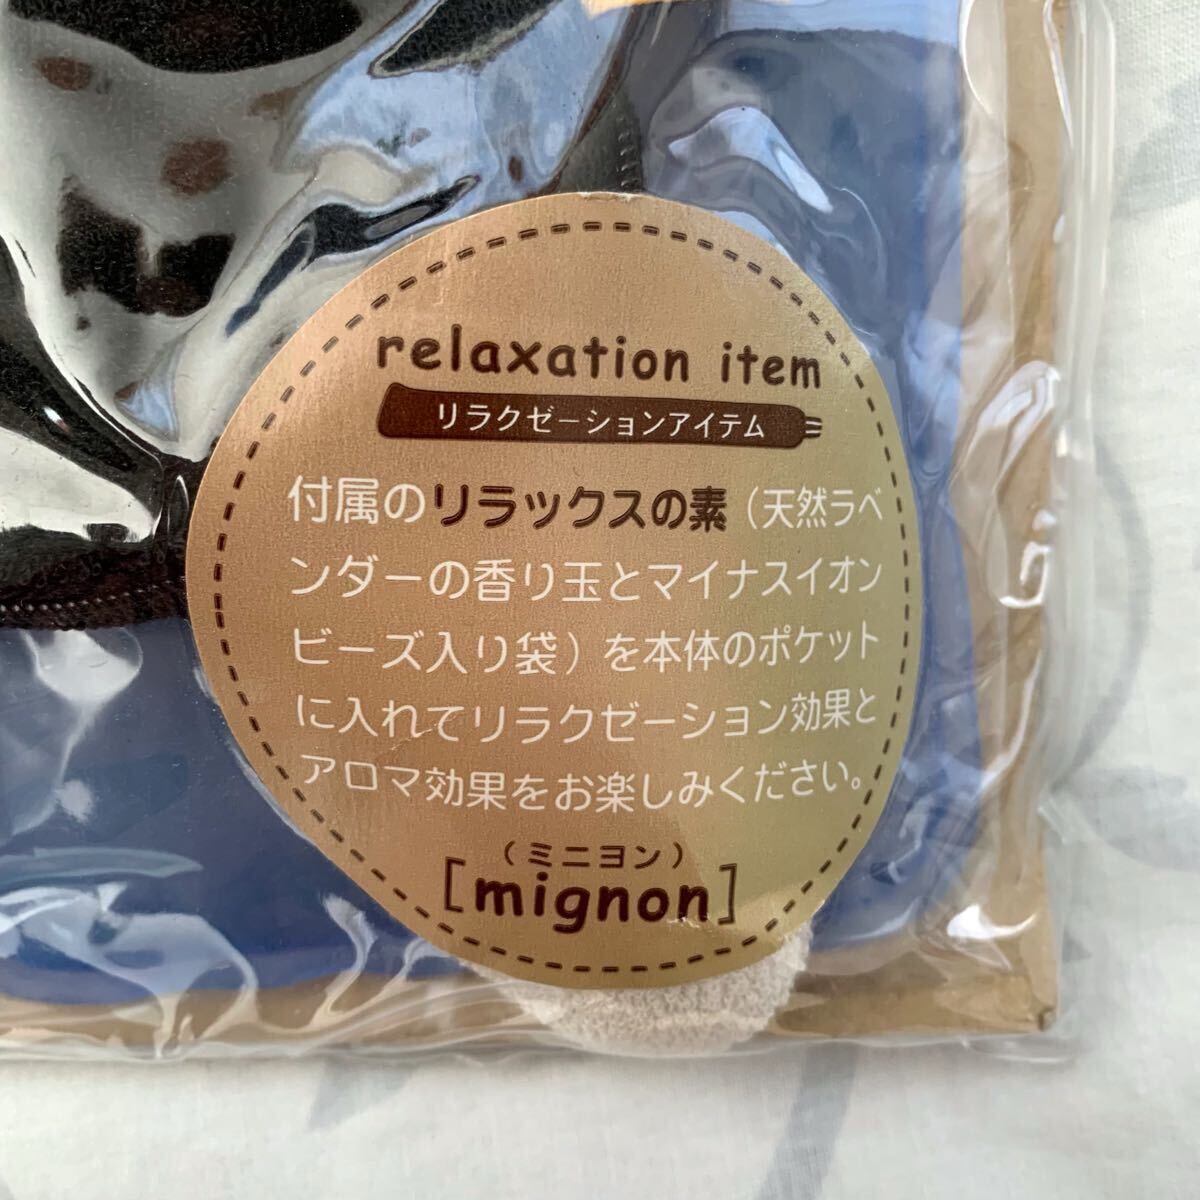 relaxation item
リラクゼーションアイテム
付属のリラックスの素（天然ラベ
ンダーの香り玉とマイナスイオン
ビーズ入り袋）を本体のポケット
に入れてリラクゼーション効果と
アロマ効果をお楽しみください。
（ミニヨン）
[mignon]